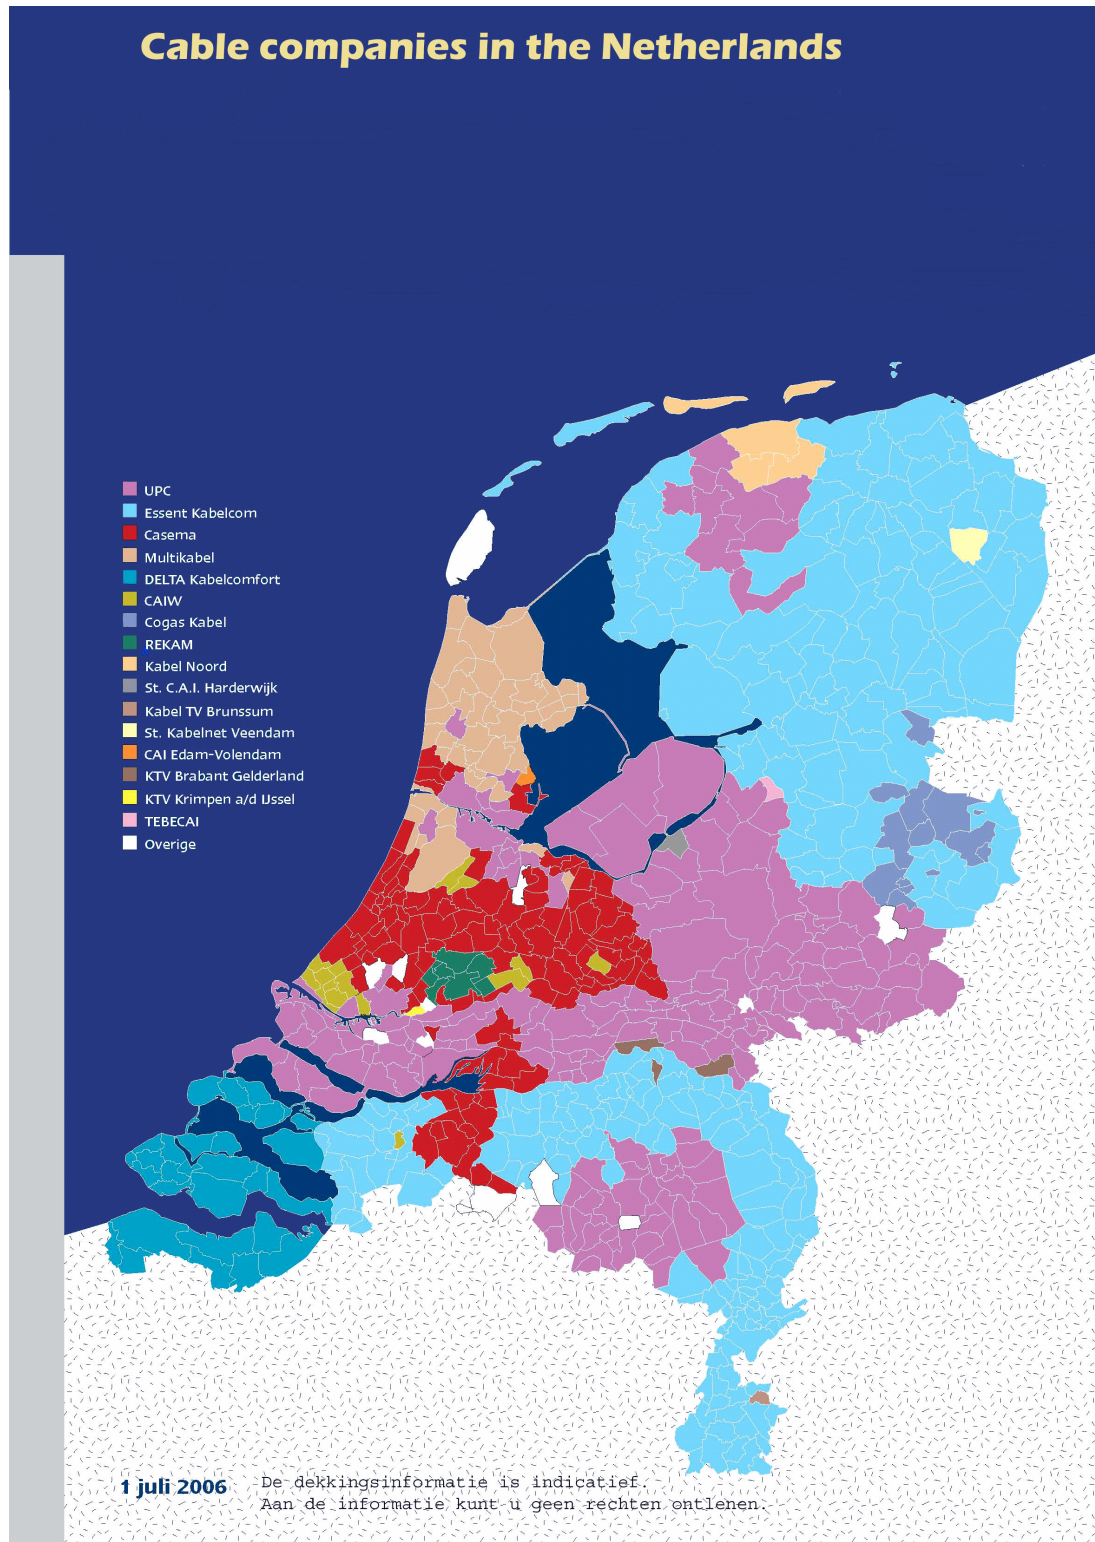 Cable companies in the Netherlands
UPC
Essent Kabelcom
Casema
Multikabel
DELTA Kabelcomfort
CAIW
Cogas Kabel
REKAM
Kabel Noord
St. C.A.I. Harderwijk
Kabel TV Brunssum
St. Kabelnet Veendam
CAI Edam-Volendam
KTV Brabant Gelderland
KTV Krimpen a/d IJssel
TEBECAI
Overige
1 juli 2006
De dekkingsinformatie is indicatief.
Aan de informatie kunt u geen rechten ontlenen.